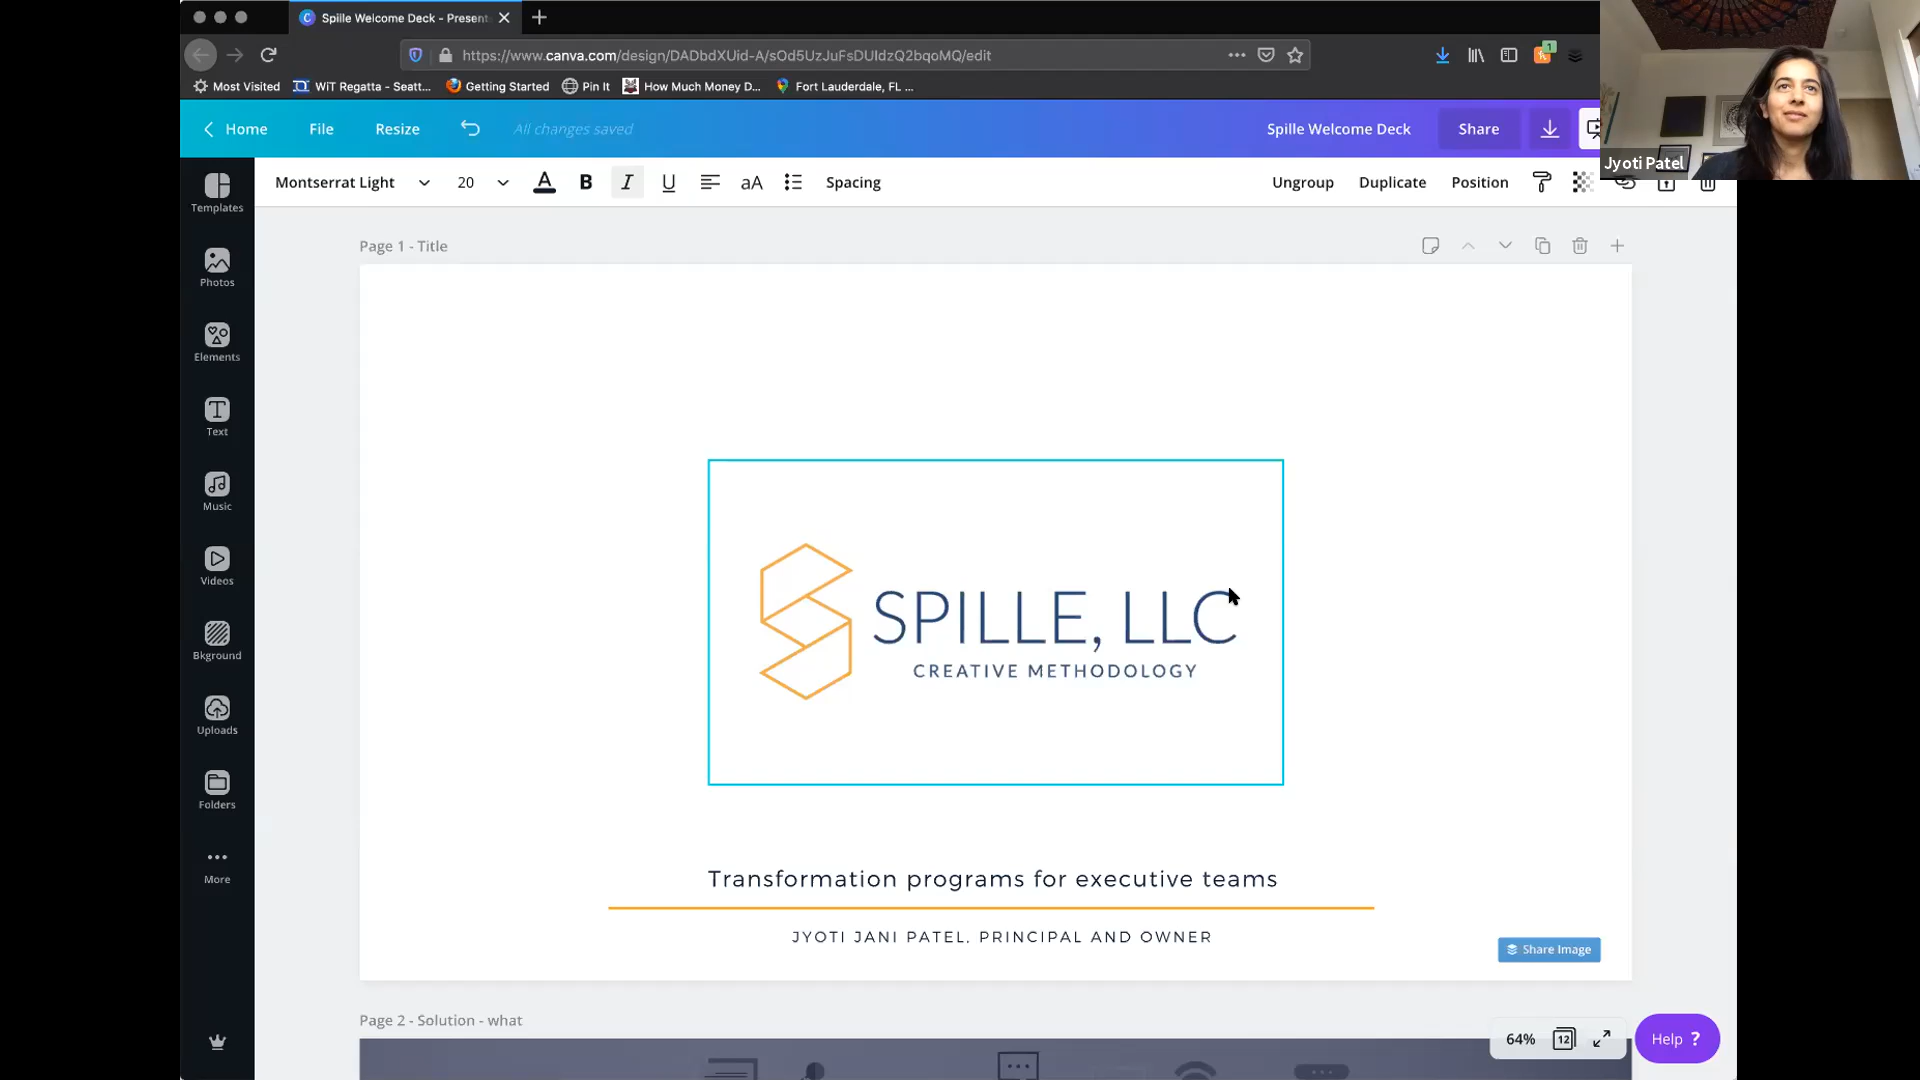 Spille Welcome Deck - Present
https://www.canva.com/design/DADbdXUid-A/sOd5UzJuFsDUIdzQ2bqoMQ/edit
1
Most Visited
WIT Regatta - Seatt...
Getting Started
Pin It
How Much Money D...
Fort Lauderdale, FL ...
Home
File
Resize
All changes saved
Spille Welcome Deck
Share
Jyoti Patel
Montserrat Light
20
A
B
I
U
aA
Spacing
Ungroup
Duplicate
Position
Templates
Photos
Elements
Text
Music
Videos
Bkground
Uploads
Folders
More
Page 1 - Title
SPILLE, LLC
CREATIVE METHODOLOGY
Transformation programs for executive teams
JYOTI JANI PATEL, PRINCIPAL AND OWNER
Share Image
Page 2 - Solution - what
64%
12
Help ?